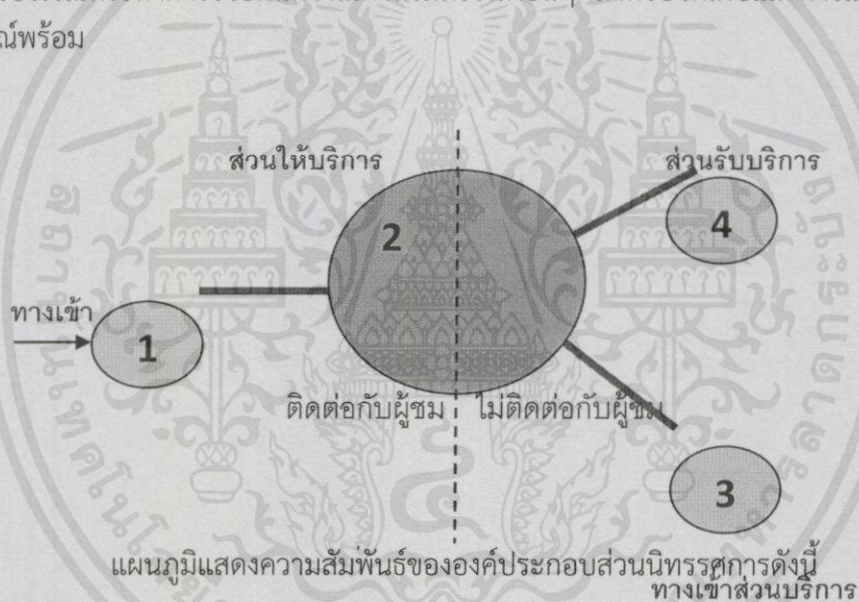 ณ์พร้อม
ส่วนให้บริการ
ส่วนรับบริการ
2
4
ทางเข้า
1
ติดต่อกับผู้ชม
ไม่ติดต่อกับผู้ชม
3
แผนภูมิแสดงความสัมพันธ์ขององค์ประกอบส่วนนิทรรศการดังนี้
ทางเข้าส่วนบริการ